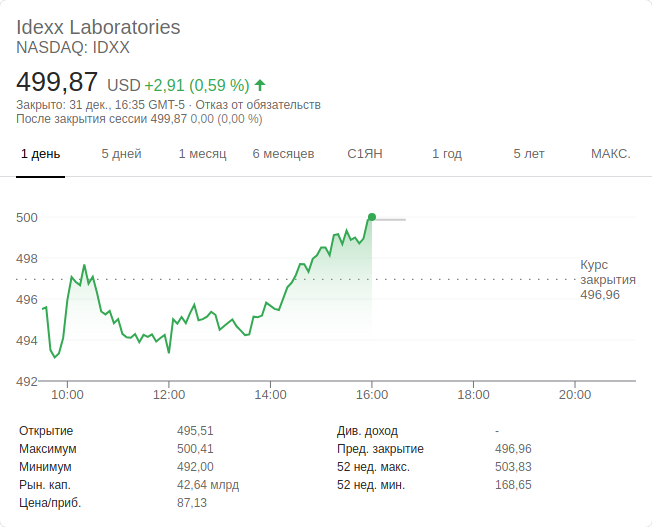 Idexx Laboratories
NASDAQ: IDXX
499,87 USD +2,91 (0,59 %)
Закрыто: 31 дек., 16:35 GMT-5 · Отказ от обязательств
После закрытия сессии 499,87 0,00 (0,00 %)
1 день 5 дней 1 месяц 6 месяцев С1ЯН 1 год 5 лет МАКС.
500
498
Курс
закрытия
496,96
496
494
492
10:00 12:00 14:00 16:00 18:00 20:00
Открытие 495,51 Див. доход -
Максимум 500,41 Пред. закрытие 496,96
Минимум 492,00 52 нед. макс. 503,83
Рын. кап. 42,64 млрд 52 нед. мин. 168,65
Цена/приб. 87,13